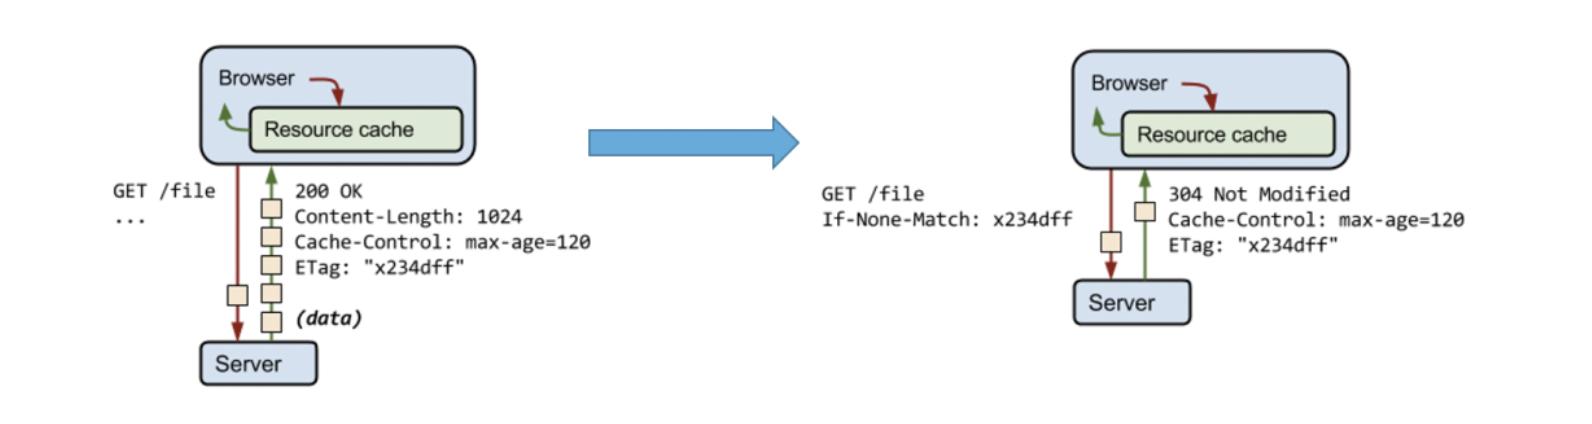 Browser
Resource cache
GET /file
...
200 OK
Content-Length: 1024
Cache-Control: max-age=120
ETag: "x234dff"
(data)
Server
Browser
Resource cache
GET /file
If-None-Match: x234dff
304 Not Modified
Cache-Control: max-age=120
ETag: "x234dff"
Server